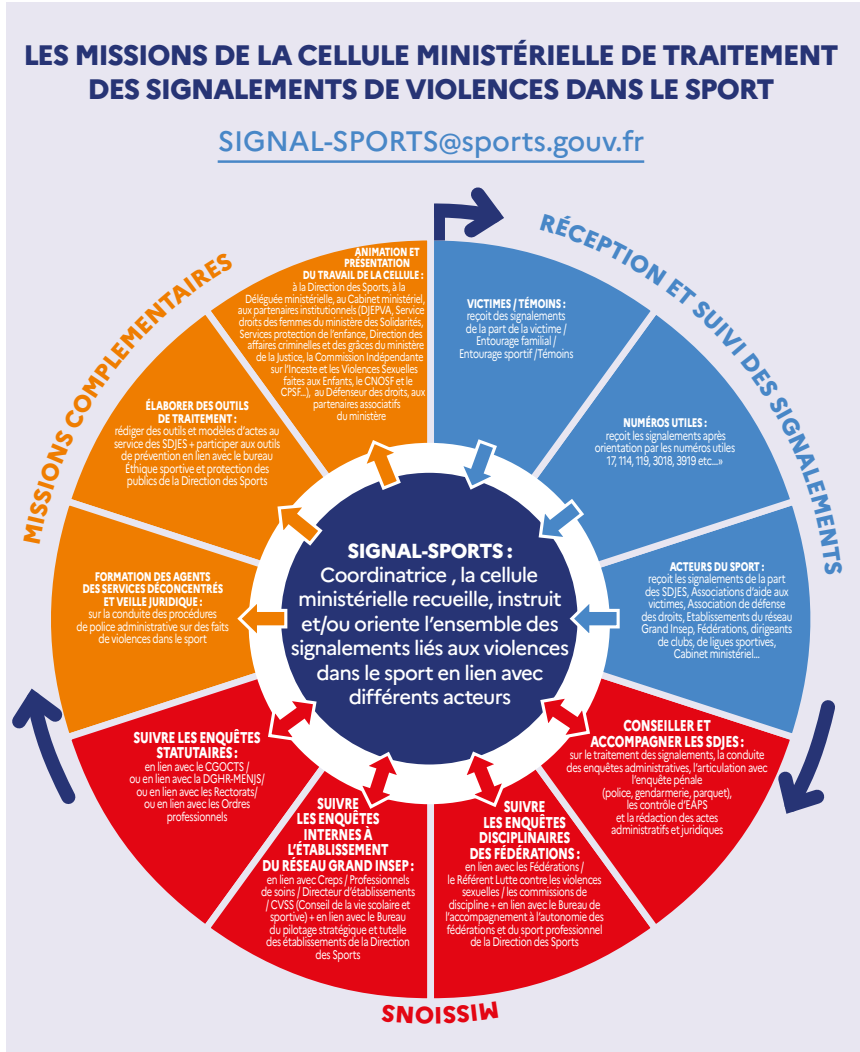 LES MISSIONS DE LA CELLULE MINISTÉRIELLE DE TRAITEMENT
DES SIGNALEMENTS DE VIOLENCES DANS LE SPORT
SIGNAL-SPORTS@sports.gouv.fr
RÉCEPTION ET SUIVI DES SIGNALEMENTS
VICTIMES / TÉMOINS :
reçoit des signalements
de la part de la victime /
Entourage familial /
Entourage sportif /Témoins
NUMÉROS UTILES :
reçoit les signalements après
orientation par les numéros utiles
17, 114, 119, 3018, 3919 etc...»
ACTEURS DU SPORT :
reçoit les signalements de la part
des SDJES, Associations d'aide aux
victimes, Association de défense
des droits, Etablissements du réseau
Grand Insep, Fédérations, dirigeants
de clubs, de ligues sportives,
Cabinet ministériel...
CONSEILLER ET
ACCOMPAGNER LES SDJES :
sur le traitement des signalements, la conduite
des enquêtes administratives, l'articulation avec
l'enquête pénale
(police, gendarmerie, parquet),
les contrôle d'EAPS
et la rédaction des actes
administratifs et juridiques
SUIVRE
LES ENQUÊTES
DISCIPLINAIRES
DES FÉDÉRATIONS :
en lien avec les Fédérations /
le Référent Lutte contre les violences
sexuelles / les commissions de
discipline + en lien avec le Bureau de
l'accompagnement à l'autonomie des
fédérations et du sport professionnel
de la Direction des Sports
MISSIONS
SUIVRE
LES ENQUÊTES
INTERNES À
L'ÉTABLISSEMENT
DU RÉSEAU GRAND INSEP :
en lien avec Creps / Professionnels
de soins / Directeur d'établissements
/ CVSS (Conseil de la vie scolaire et
sportive) + en lien avec le Bureau
du pilotage stratégique et tutelle
des établissements de la Direction
des Sports
SUIVRE LES ENQUÊTES
STATUTAIRES :
en lien avec le CGOCTS /
ou en lien avec la DGHR-MENJS/
ou en lien avec les Rectorats/
ou en lien avec les Ordres
professionnels
MISSIONS COMPLEMENTAIRES
FORMATION DES AGENTS
DES SERVICES DÉCONCENTRÉS
ET VEILLE JURIDIQUE :
sur la conduite des procédures
de police administrative sur des faits
de violences dans le sport
ÉLABORER DES OUTILS
DE TRAITEMENT :
rédiger des outils et modèles d'actes au
service des SDJES + participer aux outils
de prévention en lien avec le bureau
Éthique sportive et protection des
publics de la Direction des Sports
ANIMATION ET
PRÉSENTATION
DU TRAVAIL DE LA CELLULE :
à la Direction des Sports, à la
Déléguée ministérielle, au Cabinet ministériel,
aux partenaires institutionnels (DJEPVA, Service
droits des femmes du ministère des Solidarités,
Services protection de l'enfance, Direction des
affaires criminelles et des grâces du ministère
de la Justice, la Commission Indépendante
sur l'Inceste et les Violences Sexuelles
faites aux Enfants, le CNOSF et le
CPSF...), au Défenseur des droits, aux
partenaires associatifs
du ministère
SIGNAL-SPORTS :
Coordinatrice , la cellule
ministérielle recueille, instruit
et/ou oriente l'ensemble des
signalements liés aux violences
dans le sport en lien avec
différents acteurs